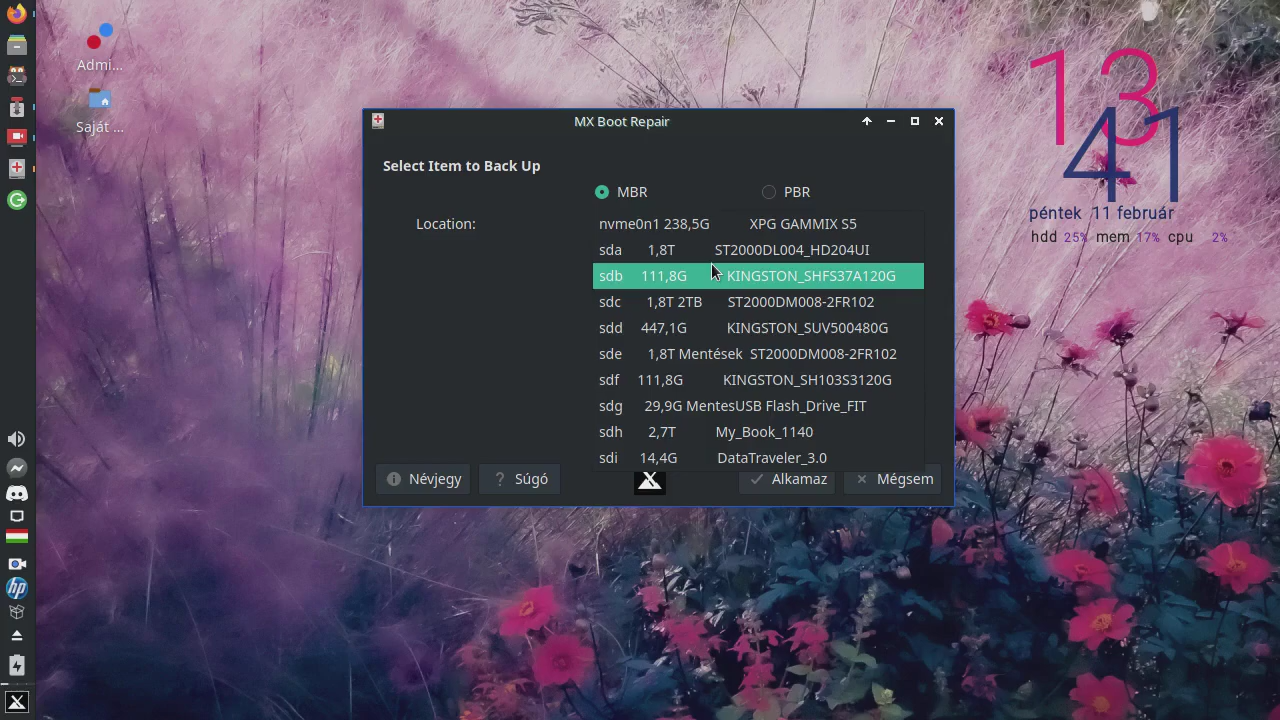 Admi...
Saját ...
MX Boot Repair
Select Item to Back Up
MBR
PBR
Location:
nvme0n1 238,5G XPG GAMMIX S5
sda 1,8T ST2000DL004_HD204UI
sdb 111,8G KINGSTON_SHFS37A120G
sdc 1,8T 2TB ST2000DM008-2FR102
sdd 447,1G KINGSTON_SUV500480G
sde 1,8T Mentések ST2000DM008-2FR102
sdf 111,8G KINGSTON_SH103S3120G
sdg 29,9G MentesUSB Flash_Drive_FIT
sdh 2,7T My_Book_1140
sdi 14,4G DataTraveler_3.0
Névjegy
Súgó
Alkamaz
Mégsem
13
41
péntek 11 február
hdd 25% mem 17% cpu 2%